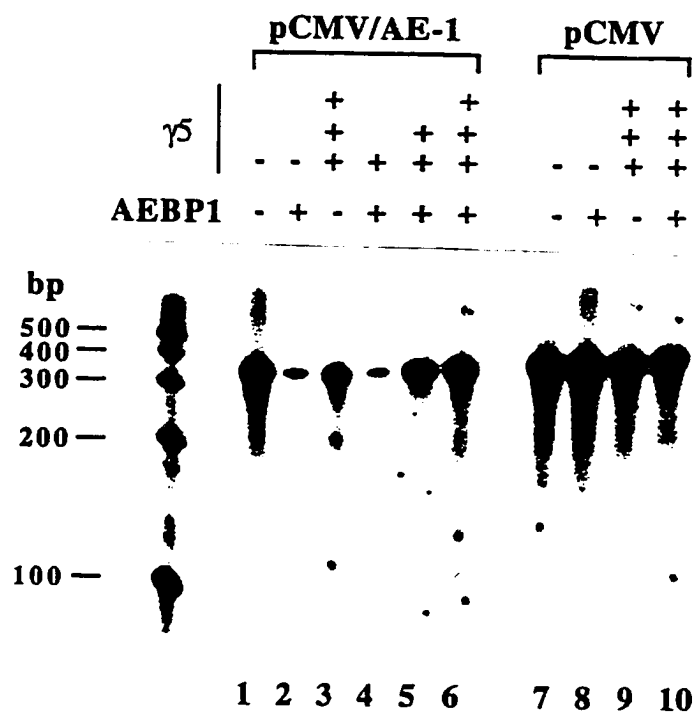 pCMV/AE-1 pCMV
+ + + +
γ5 + + + + +
- - + + + + - - + +
AEBP1 - + - + + + - + - +
bp
500
400
300
200
100
1 2 3 4 5 6 7 8 9 10